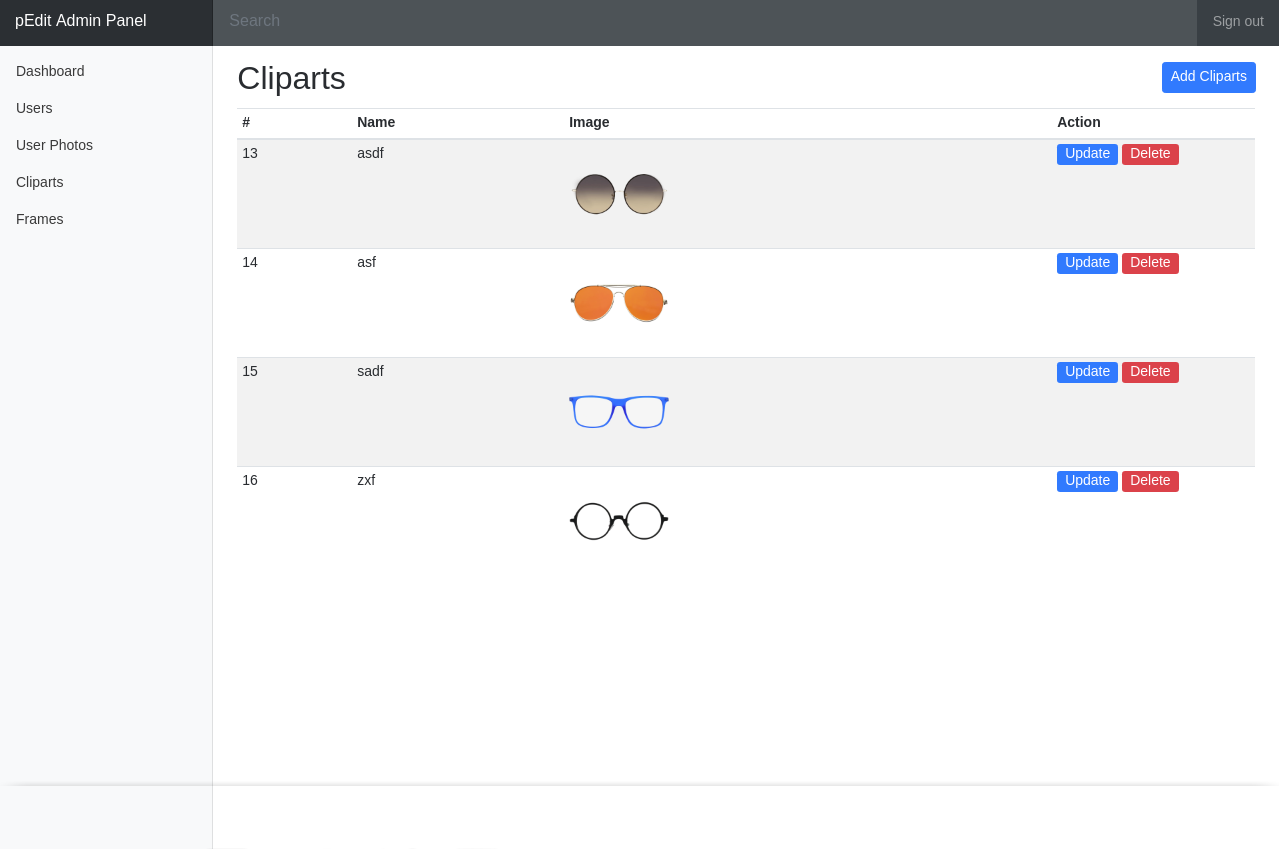 pEdit Admin Panel
Search
Sign out
Dashboard
Users
User Photos
Cliparts
Frames
Cliparts
Add Cliparts
# Name Image Action
13 asdf Update Delete
14 asf Update Delete
15 sadf Update Delete
16 zxf Update Delete